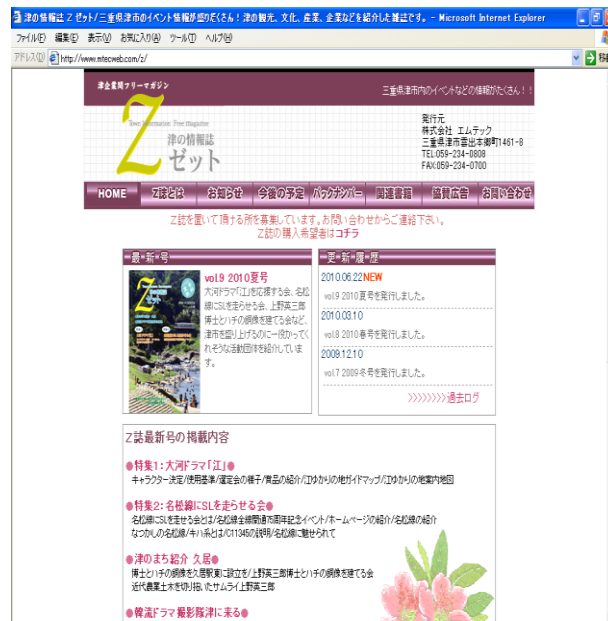 津の情報誌 Z ゼット/三重県津市のイベント情報が盛りだくさん！津の観光、文化、産業、企業などを紹介した雑誌です。 - Microsoft Internet Explorer
ファイル(F) 編集(E) 表示(V) お気に入り(A) ツール(T) ヘルプ(H)
アドレス(D) http://www.mtecweb.com/z/ 移動
津企業間フリーマガジン
三重県津市内のイベントなどの情報がたくさん！！
Z
Town Information Free magazine
津の情報誌
ゼット
発行元
株式会社 エムテック
三重県津市雲出本郷町1461-8
TEL:059-234-0808
FAX:059-234-0700
HOME Z誌とは お知らせ 今後の予定 バックナンバー 関連書籍 協賛広告 お問い合わせ
Z誌を置いて頂ける所を募集しています。お問い合わせからご連絡下さい。
Z誌の購入希望者はコチラ
最・新・号
vol.9 2010夏号
大河ドラマ「江」を応援する会、名松
線にSLを走らせる会、上野英三郎
博士とハチの銅像を建てる会など、
津市を盛り上げるのに一役かってく
れそうな活動団体を紹介していま
す。
更・新・履・歴
2010.06.22NEW
vol.9 2010夏号を発行しました。
2010.03.10
vol.8 2010春号を発行しました。
2009.12.10
vol.7 2009冬号を発行しました。
>>>>>>>>過去ログ
Z誌最新号の掲載内容
●特集1：大河ドラマ「江」●
キャラクター決定/使用基準/選定会の様子/賞品の紹介/江ゆかりの地ガイドマップ/江ゆかりの地案内地図
●特集2：名松線にSLを走らせる会●
名松線にSLを走せる会とは/名松線全線開通75周年記念イベント/ホームページの紹介/名松線の紹介
なつかしの名松線/キハ系とは/C11345の説明/名松線に魅せられて
●津のまち紹介 久居●
博士とハチの銅像を久居駅東に設立を/上野英三郎博士とハチの銅像を建てる会
近代農業土木を切り拓いたサムライ上野英三郎
●韓流ドラマ撮影隊津に来る●